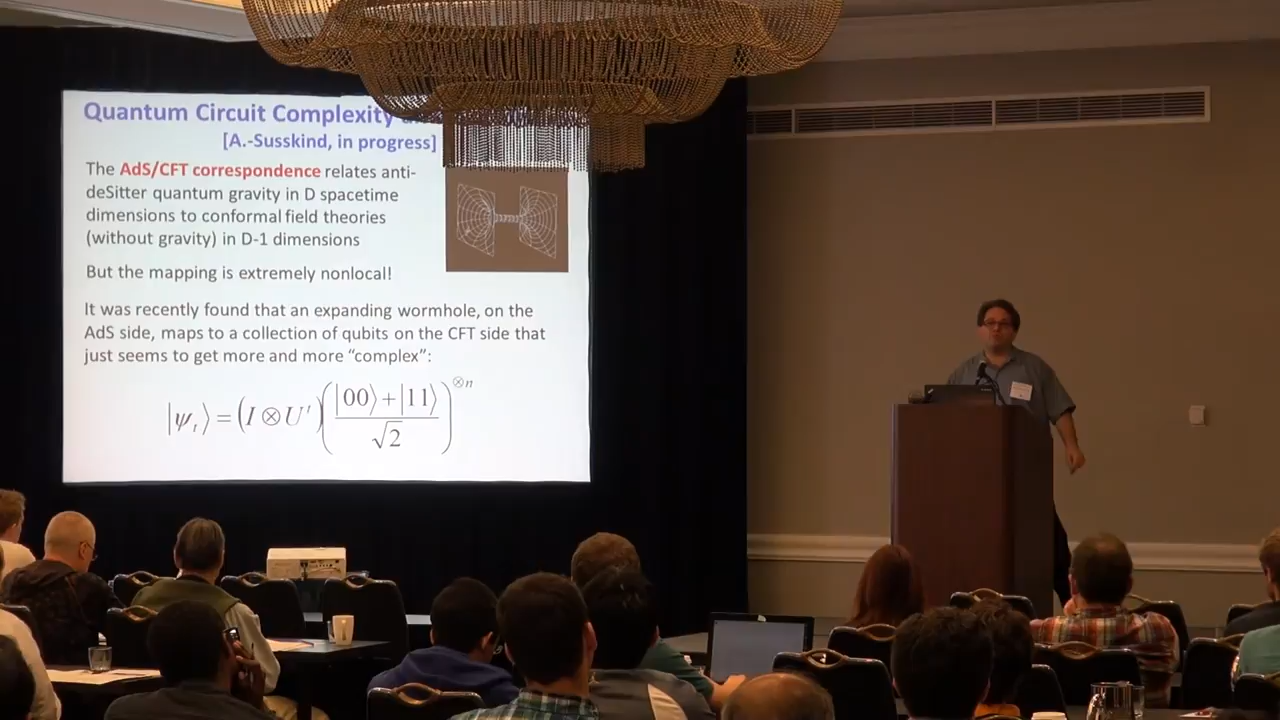 Quantum Circuit Complexity
[A.-Susskind, in progress]
The AdS/CFT correspondence relates anti-
deSitter quantum gravity in D spacetime
dimensions to conformal field theories
(without gravity) in D-1 dimensions
But the mapping is extremely nonlocal!
It was recently found that an expanding wormhole, on the
AdS side, maps to a collection of qubits on the CFT side that
just seems to get more and more “complex”:
|ψₜ⟩ = (I ⊗ Uᵗ)((|00⟩+|11⟩)/√2)^⊗n